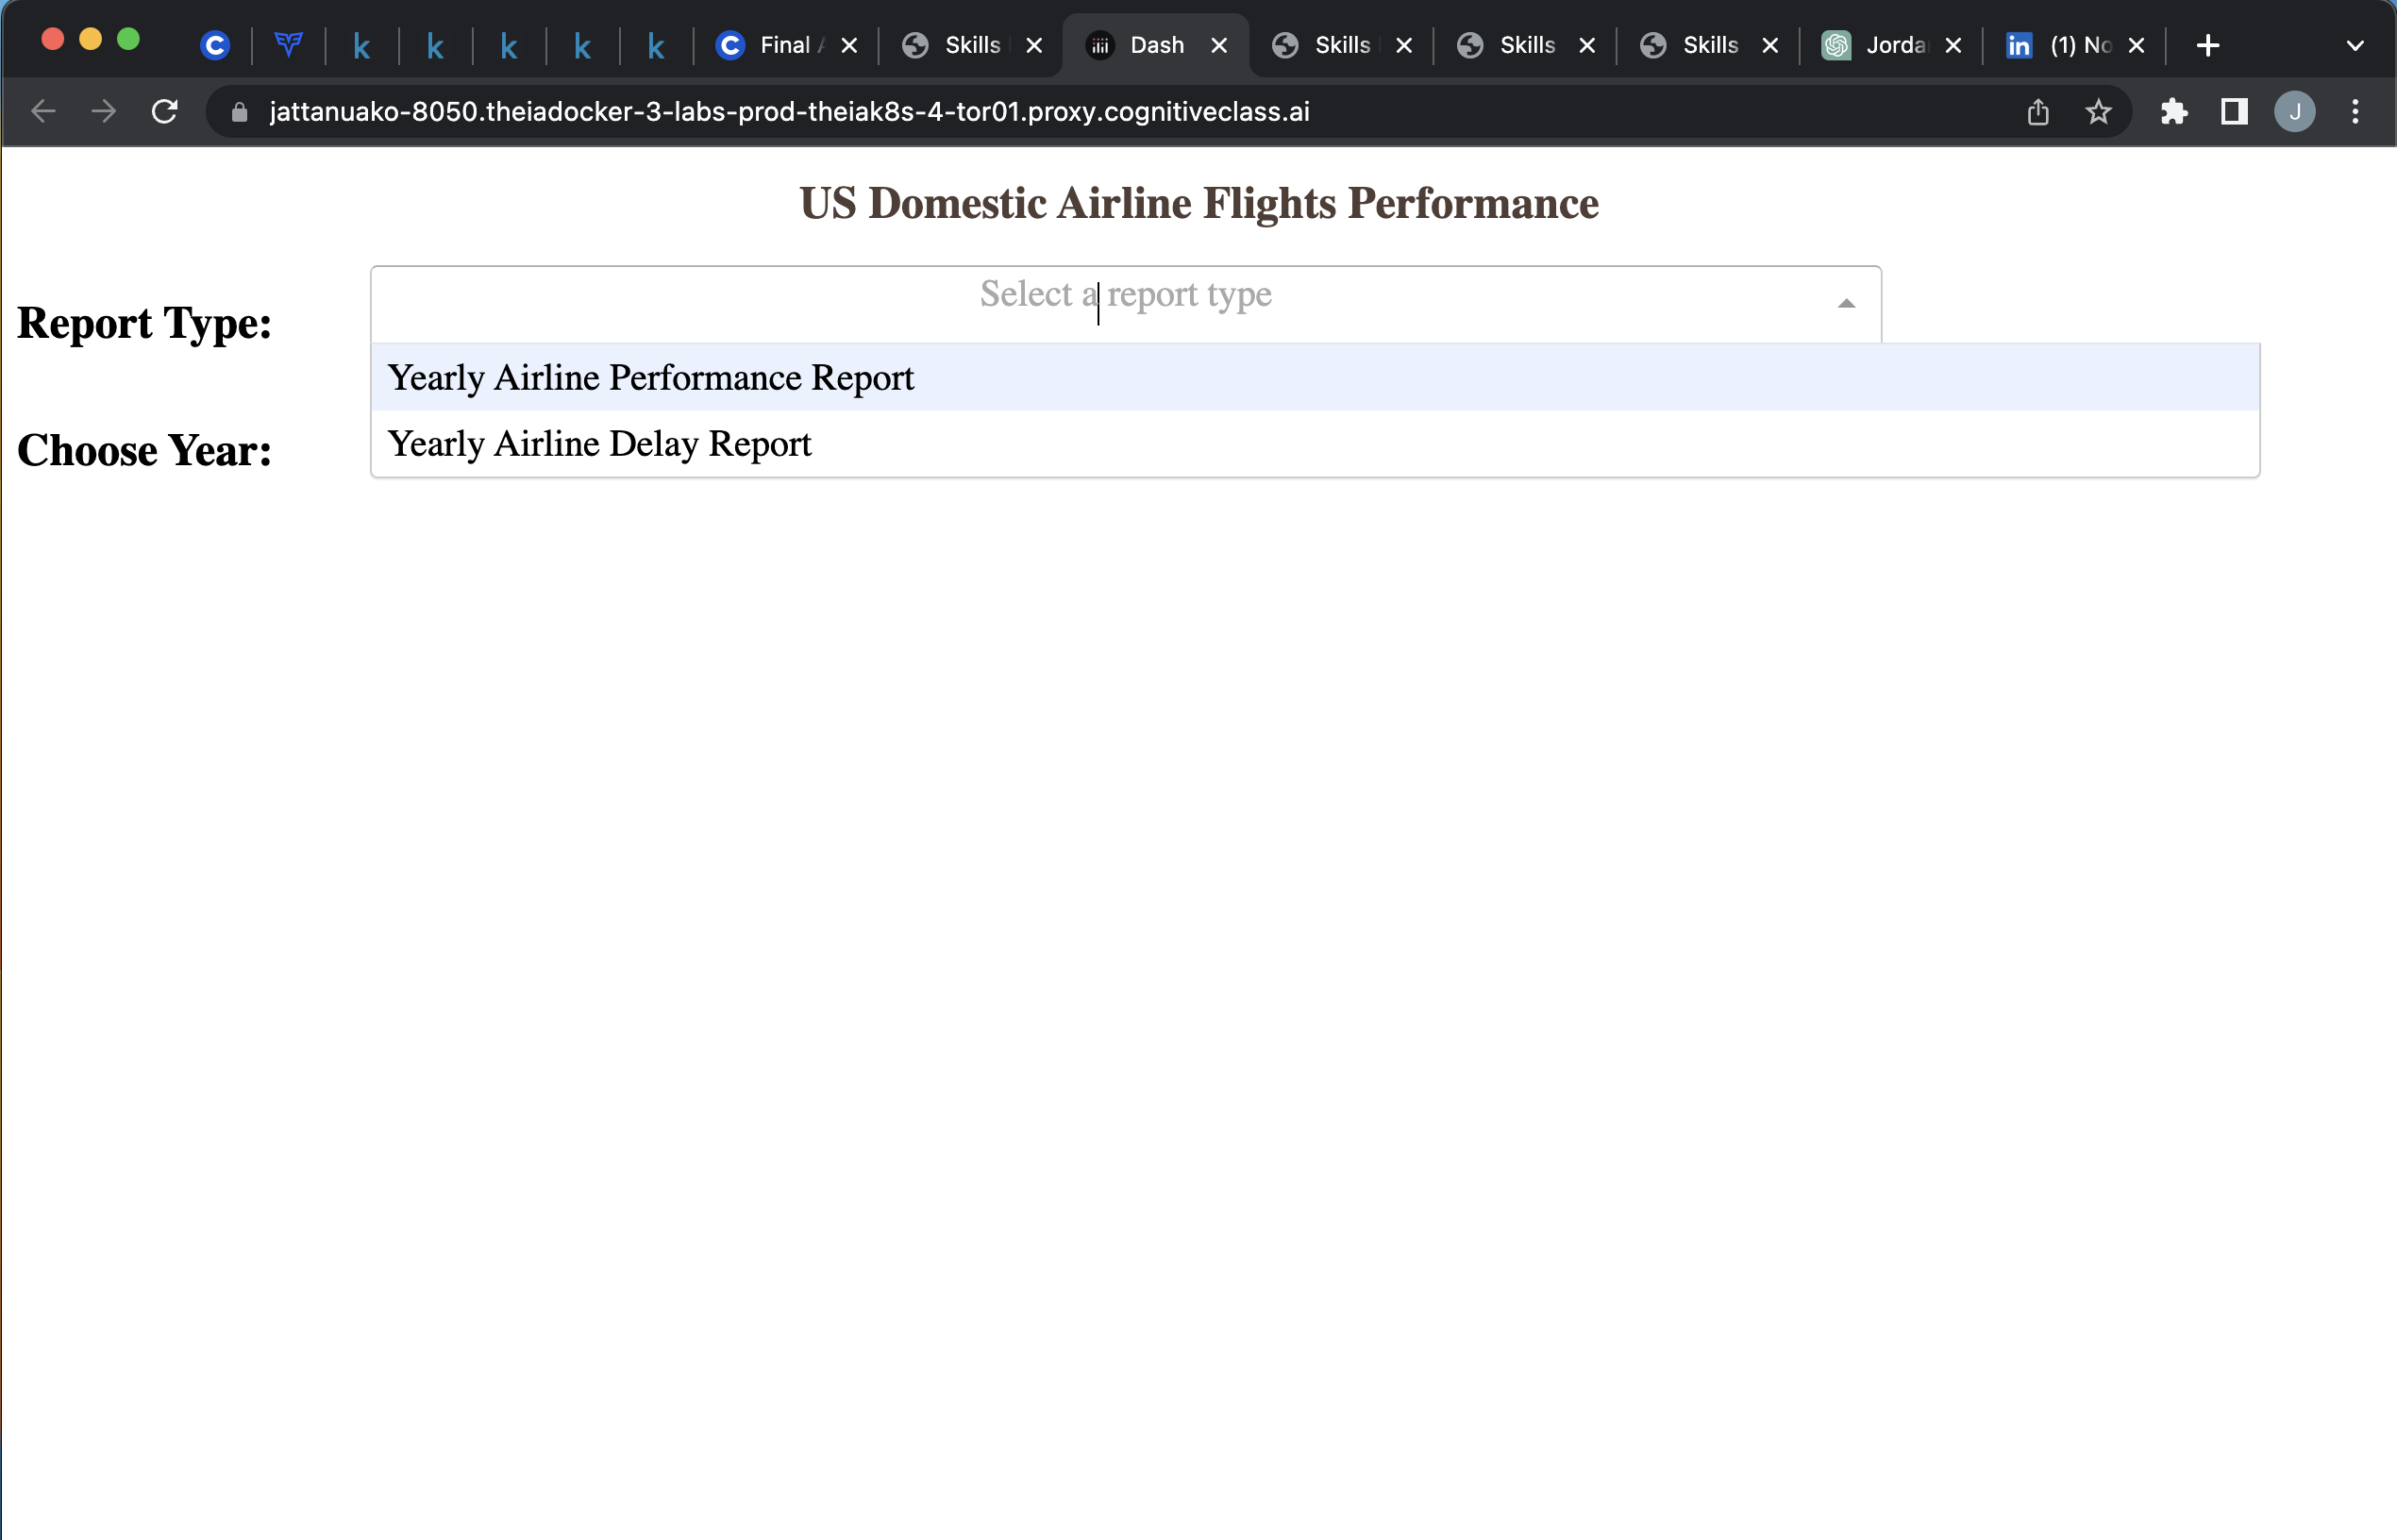 Final
Skills
Dash
Skills
Skills
Skills
Jorda
in
(1) No
jattanuako-8050.theiadocker-3-labs-prod-theiak8s-4-tor01.proxy.cognitiveclass.ai
J
US Domestic Airline Flights Performance
Report Type:
Select a report type
Yearly Airline Performance Report
Choose Year:
Yearly Airline Delay Report